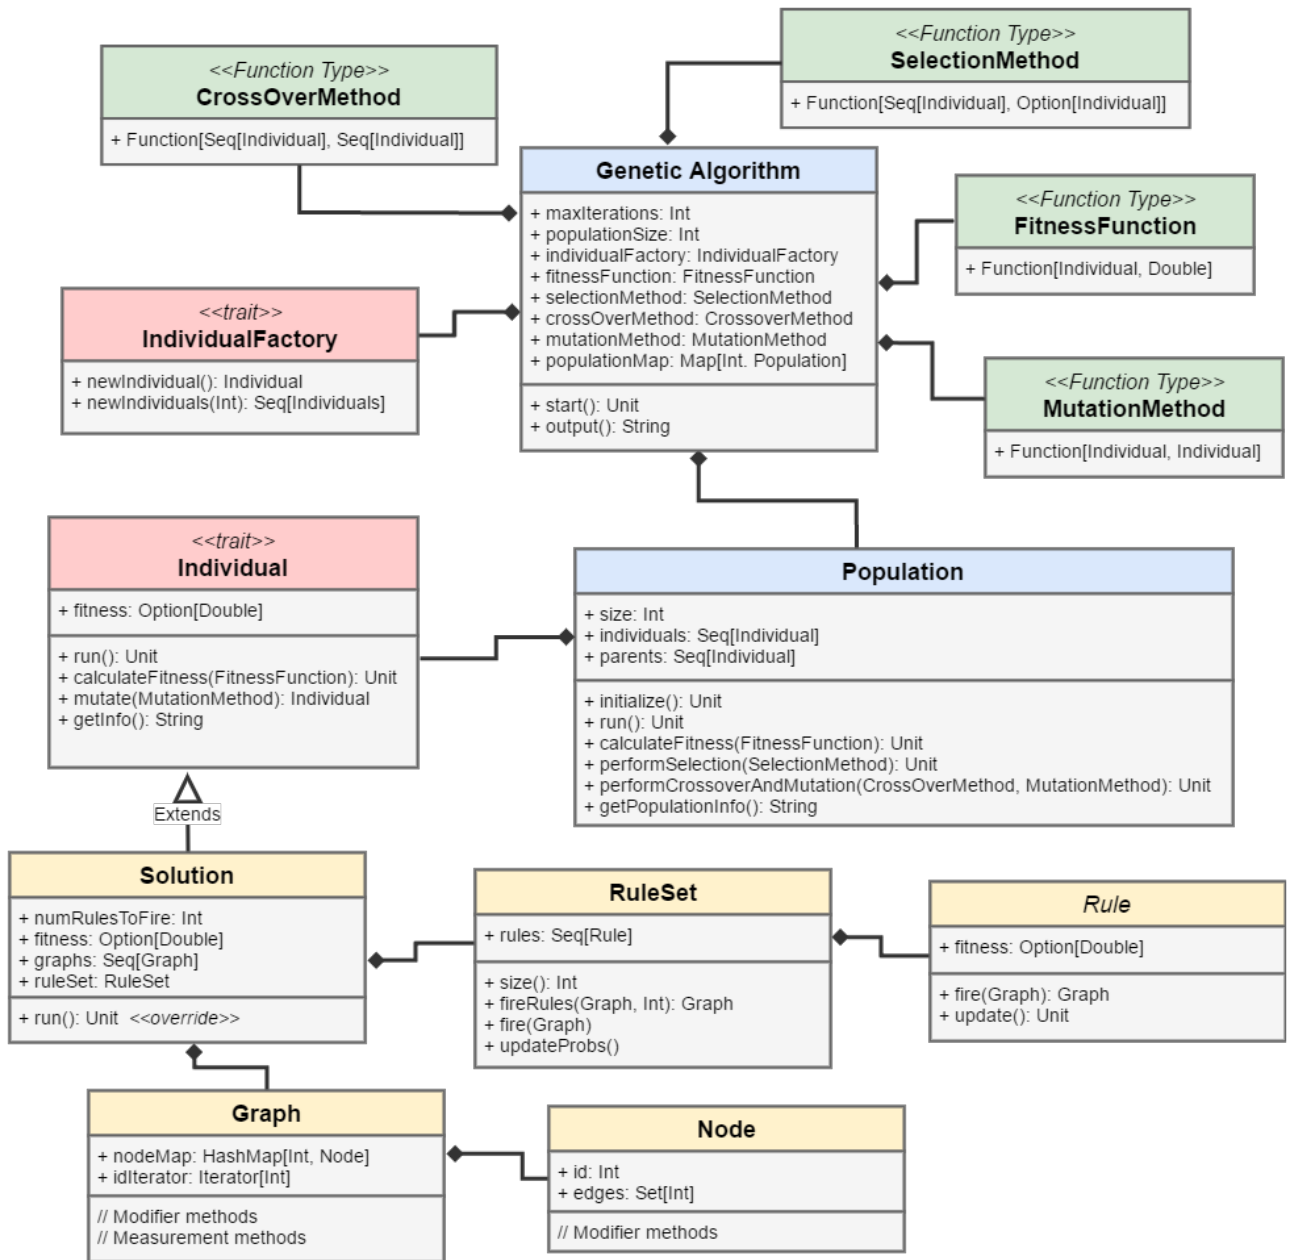 <<Function Type>>
SelectionMethod
+ Function[Seq[Individual], Option[Individual]]
<<Function Type>>
CrossOverMethod
+ Function[Seq[Individual], Seq[Individual]]
Genetic Algorithm
+ maxIterations: Int
+ populationSize: Int
+ individualFactory: IndividualFactory
+ fitnessFunction: FitnessFunction
+ selectionMethod: SelectionMethod
+ crossOverMethod: CrossoverMethod
+ mutationMethod: MutationMethod
+ populationMap: Map[Int. Population]
+ start(): Unit
+ output(): String
<<Function Type>>
FitnessFunction
+ Function[Individual, Double]
<<trait>>
IndividualFactory
+ newIndividual(): Individual
+ newIndividuals(Int): Seq[Individuals]
<<Function Type>>
MutationMethod
+ Function[Individual, Individual]
<<trait>>
Individual
+ fitness: Option[Double]
+ run(): Unit
+ calculateFitness(FitnessFunction): Unit
+ mutate(MutationMethod): Individual
+ getInfo(): String
Population
+ size: Int
+ individuals: Seq[Individual]
+ parents: Seq[Individual]
+ initialize(): Unit
+ run(): Unit
+ calculateFitness(FitnessFunction): Unit
+ performSelection(SelectionMethod): Unit
+ performCrossoverAndMutation(CrossOverMethod, MutationMethod): Unit
+ getPopulationInfo(): String
Extends
Solution
+ numRulesToFire: Int
+ fitness: Option[Double]
+ graphs: Seq[Graph]
+ ruleSet: RuleSet
+ run(): Unit <<override>>
RuleSet
+ rules: Seq[Rule]
+ size(): Int
+ fireRules(Graph, Int): Graph
+ fire(Graph)
+ updateProbs()
Rule
+ fitness: Option[Double]
+ fire(Graph): Graph
+ update(): Unit
Graph
+ nodeMap: HashMap[Int, Node]
+ idIterator: Iterator[Int]
// Modifier methods
// Measurement methods
Node
+ id: Int
+ edges: Set[Int]
// Modifier methods